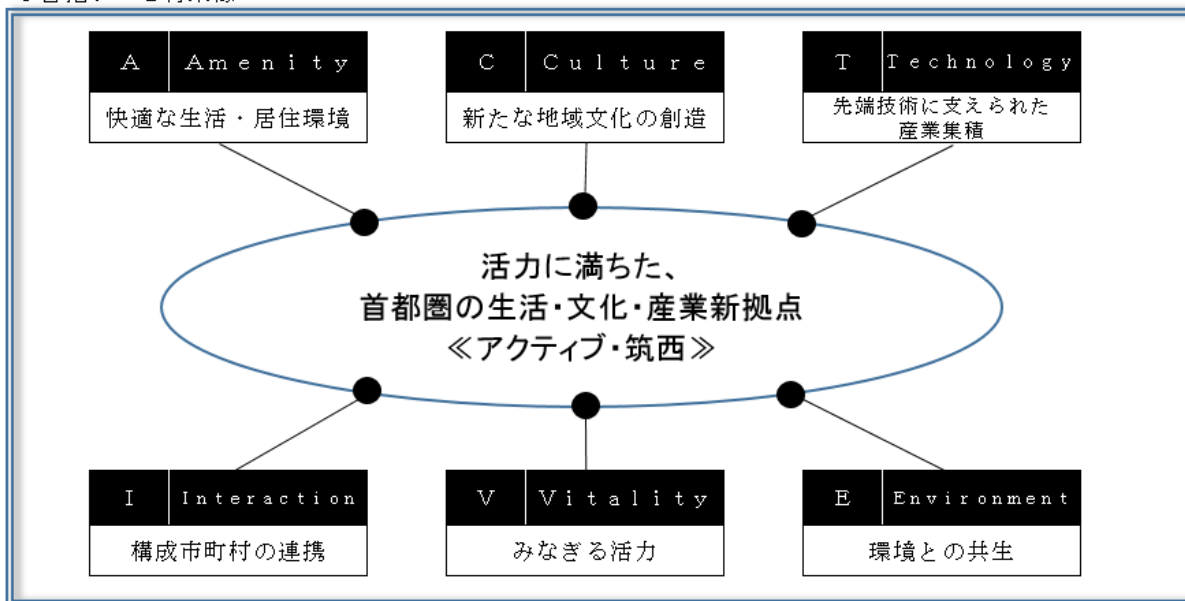 A Amenity
快適な生活・居住環境
C Culture
新たな地域文化の創造
T Technology
先端技術に支えられた
産業集積
活力に満ちた、
首都圏の生活・文化・産業新拠点
≪アクティブ・筑西≫
I Interaction
構成市町村の連携
V Vitality
みなぎる活力
E Environment
環境との共生